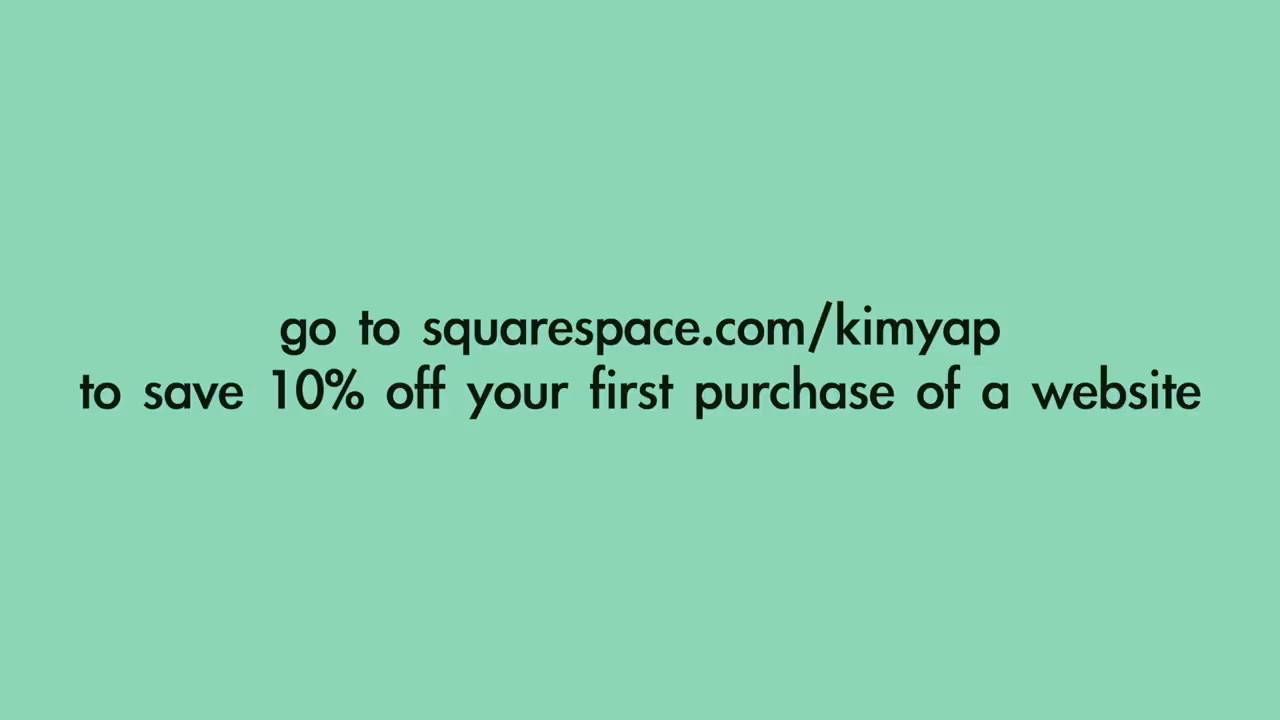 go to squarespace.com/kimyap
to save 10% off your first purchase of a website